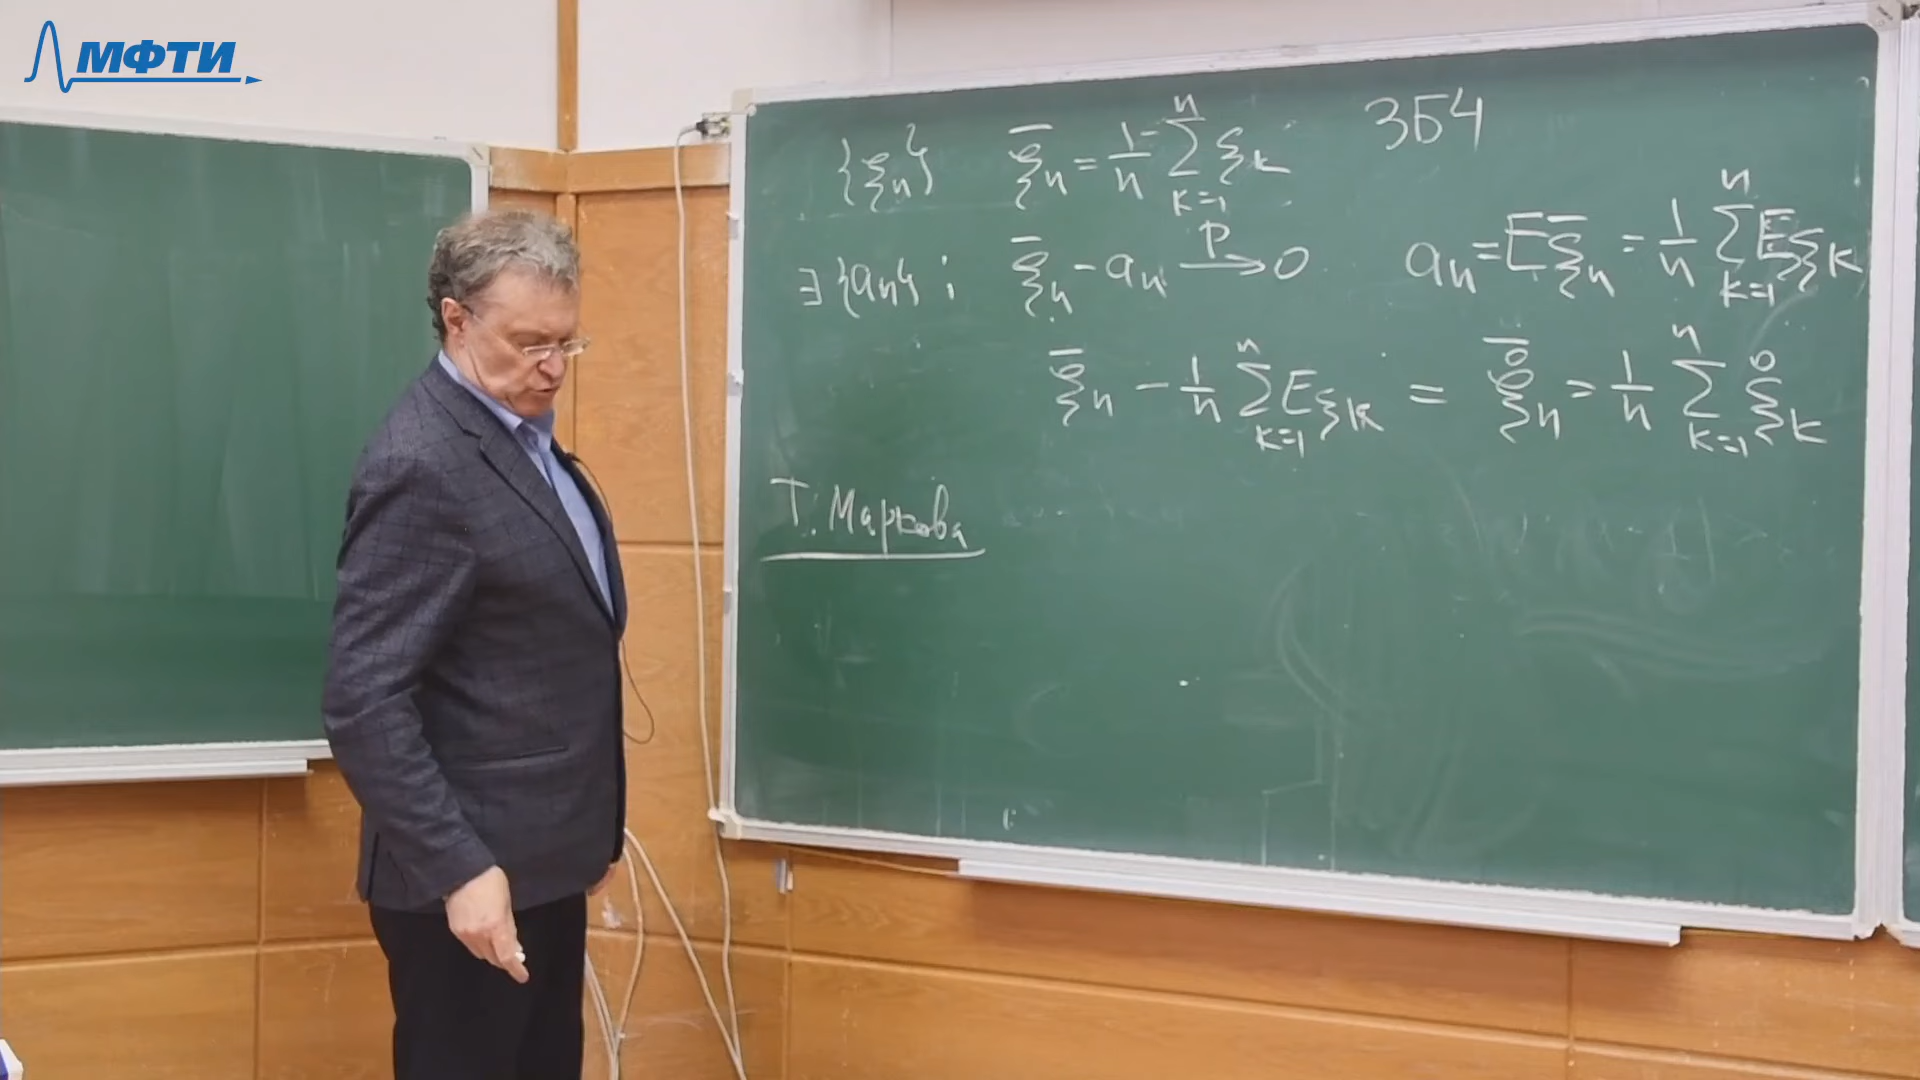 МФТИ
{ξₙ} ξ̅ₙ = 1/n ∑ₖ₌₁ⁿ ξₖ ЗБЧ
∃ {aₙ} : ξ̅ₙ - aₙ →ᴾ 0 aₙ = Eξ̅ₙ = 1/n ∑ₖ₌₁ⁿ Eξₖ
ξ̅ₙ - 1/n ∑ₖ₌₁ⁿ Eξₖ = ξ̊̅ₙ = 1/n ∑ₖ₌₁ⁿ ξ̊ₖ
Т. Маркова